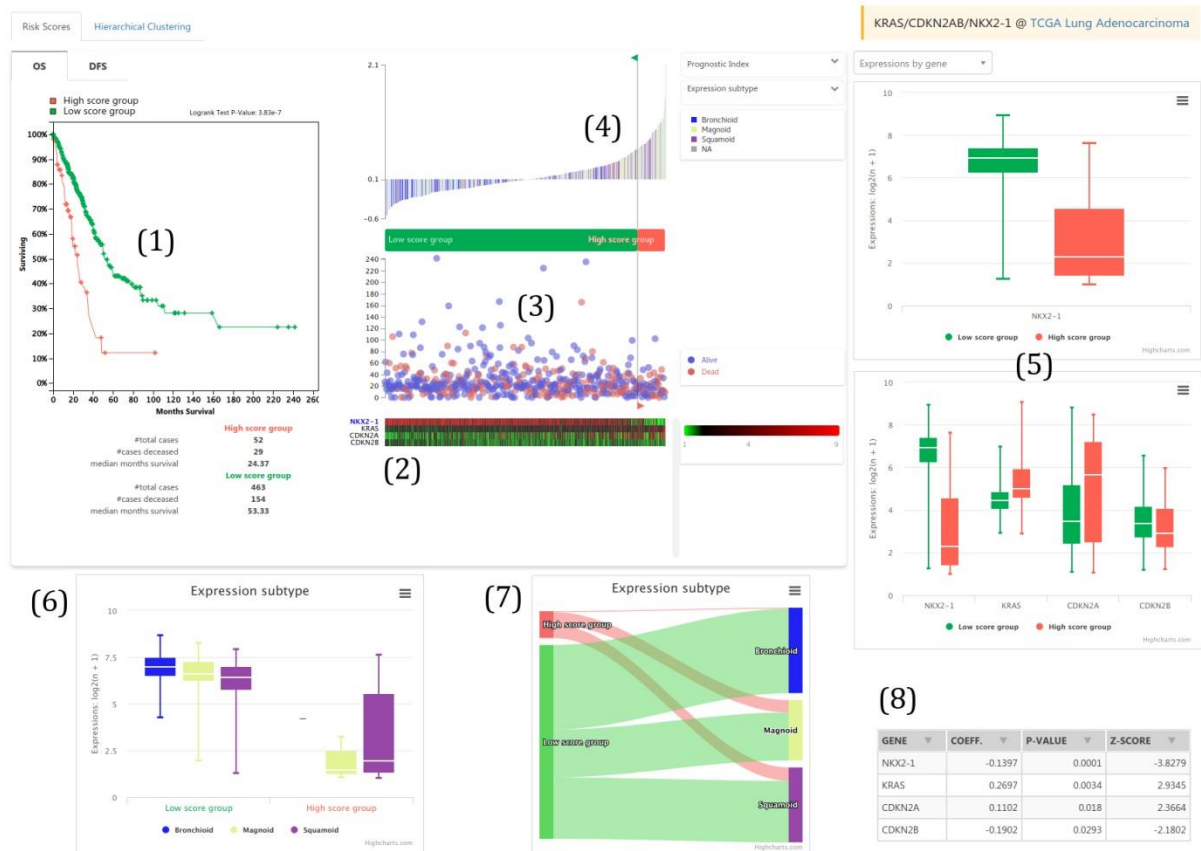 Risk Scores
Hierarchical Clustering
KRAS/CDKN2AB/NKX2-1 @ TCGA Lung Adenocarcinoma
OS
DFS
High score group
Low score group
Logrank Test P-Value: 3.83e-7
100%
90%
80%
70%
60%
50%
40%
30%
20%
10%
0%
Surviving
(1)
0 20 40 60 80 100 120 140 160 180 200 220 240 260
Months Survival
High score group
#total cases 52
#cases deceased 29
median months survival 24.37
Low score group
#total cases 463
#cases deceased 154
median months survival 53.33
2.1
0.1
-0.6
(4)
Low score group
High score group
240
220
200
180
160
140
120
100
80
60
40
20
0
(3)
NKX2-1
KRAS
CDKN2A
CDKN2B
(2)
Prognostic Index
Expression subtype
Bronchioid
Magnoid
Squamoid
NA
Alive
Dead
1 4 9
Expressions by gene
Expressions: log2(n + 1)
10
8
6
4
2
0
NKX2-1
Low score group
High score group
Highcharts.com
(5)
Expressions: log2(n + 1)
10
8
6
4
2
0
NKX2-1 KRAS CDKN2A CDKN2B
Low score group
High score group
Highcharts.com
(6)
Expression subtype
Expressions: log2(n + 1)
10
7.5
5
2.5
0
Low score group
High score group
Bronchioid
Magnoid
Squamoid
Highcharts.com
(7)
Expression subtype
High score group
Low score group
Bronchioid
Magnoid
Squamoid
Highcharts.com
(8)
GENE COEFF. P-VALUE Z-SCORE
NKX2-1 -0.1397 0.0001 -3.8279
KRAS 0.2697 0.0034 2.9345
CDKN2A 0.1102 0.018 2.3664
CDKN2B -0.1902 0.0293 -2.1802